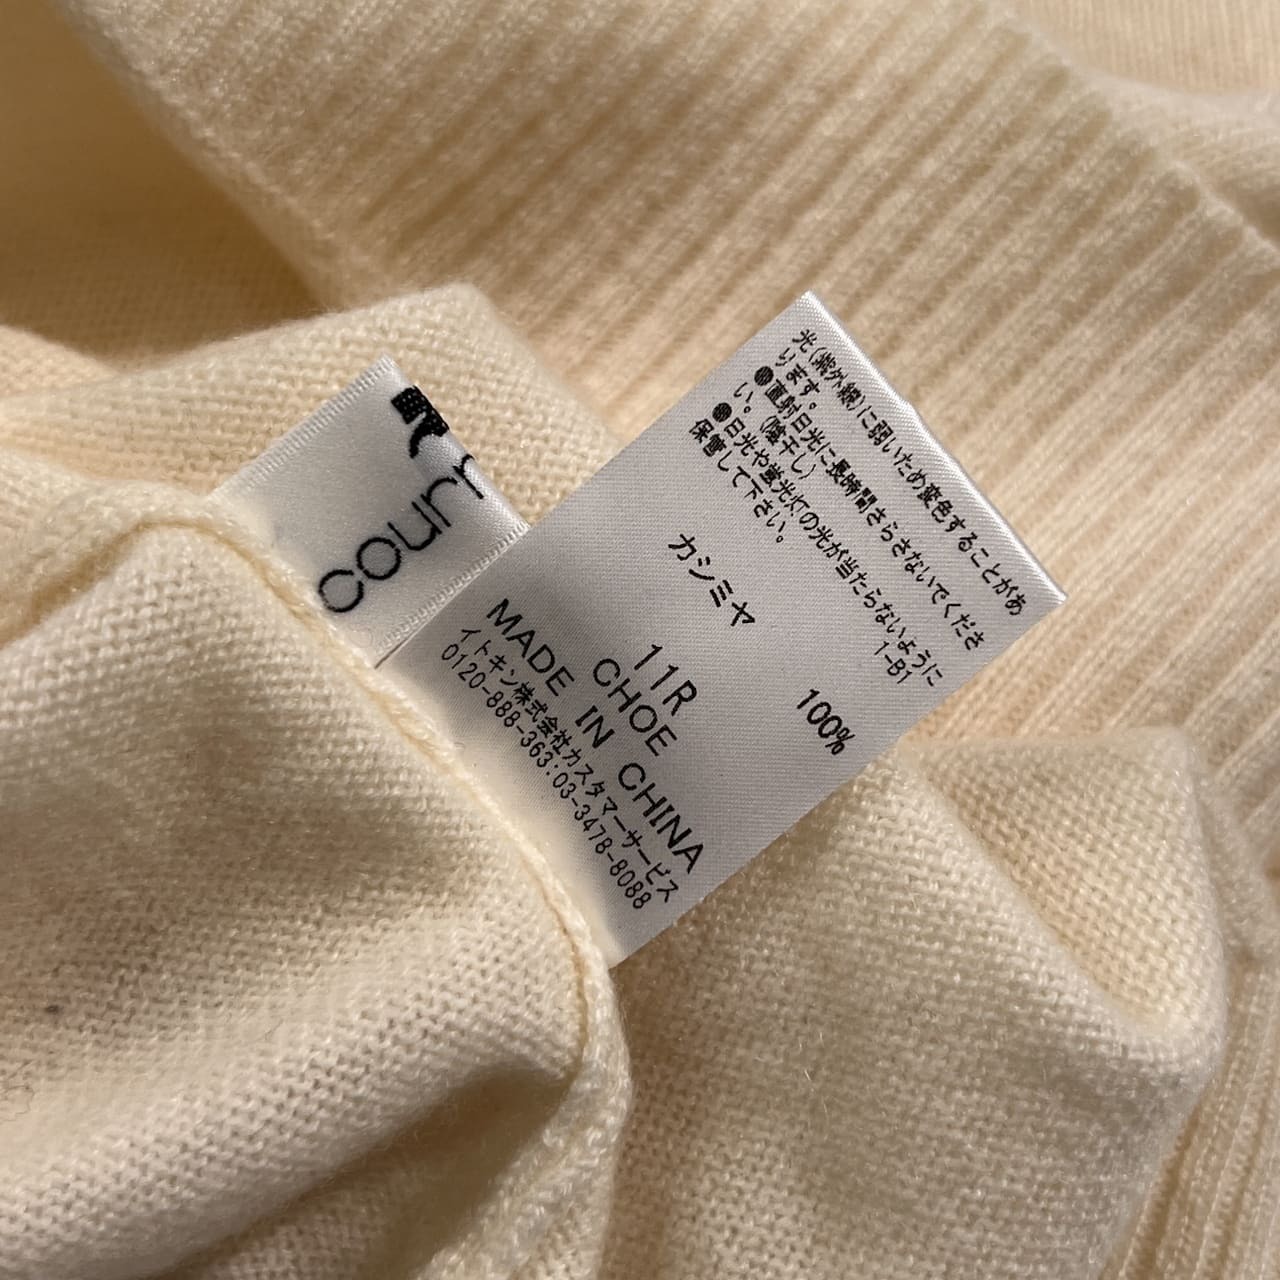 courr
光(紫外線)に弱いため変色することがあ
ります。
●直射日光に長時間さらさないでくださ
い。(陰干し)
●日光や蛍光灯の光が当たらないように
保管して下さい。
1-B1
カシミヤ 100%
11R
CHOE
MADE IN CHINA
イトキン株式会社カスタマーサービス
0120-888-363:03-3478-8088